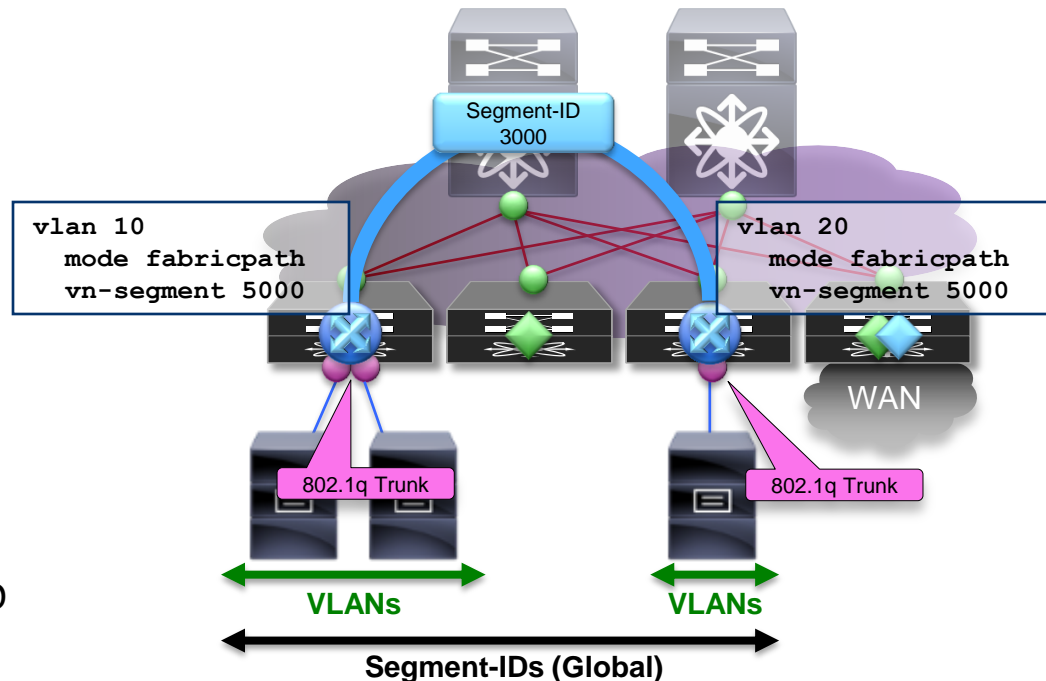 Segment-ID
3000
vlan 10
mode fabricpath
vn-segment 5000
vlan 20
mode fabricpath
vn-segment 5000
WAN
802.1q Trunk
802.1q Trunk
VLANs
VLANs
Segment-IDs (Global)